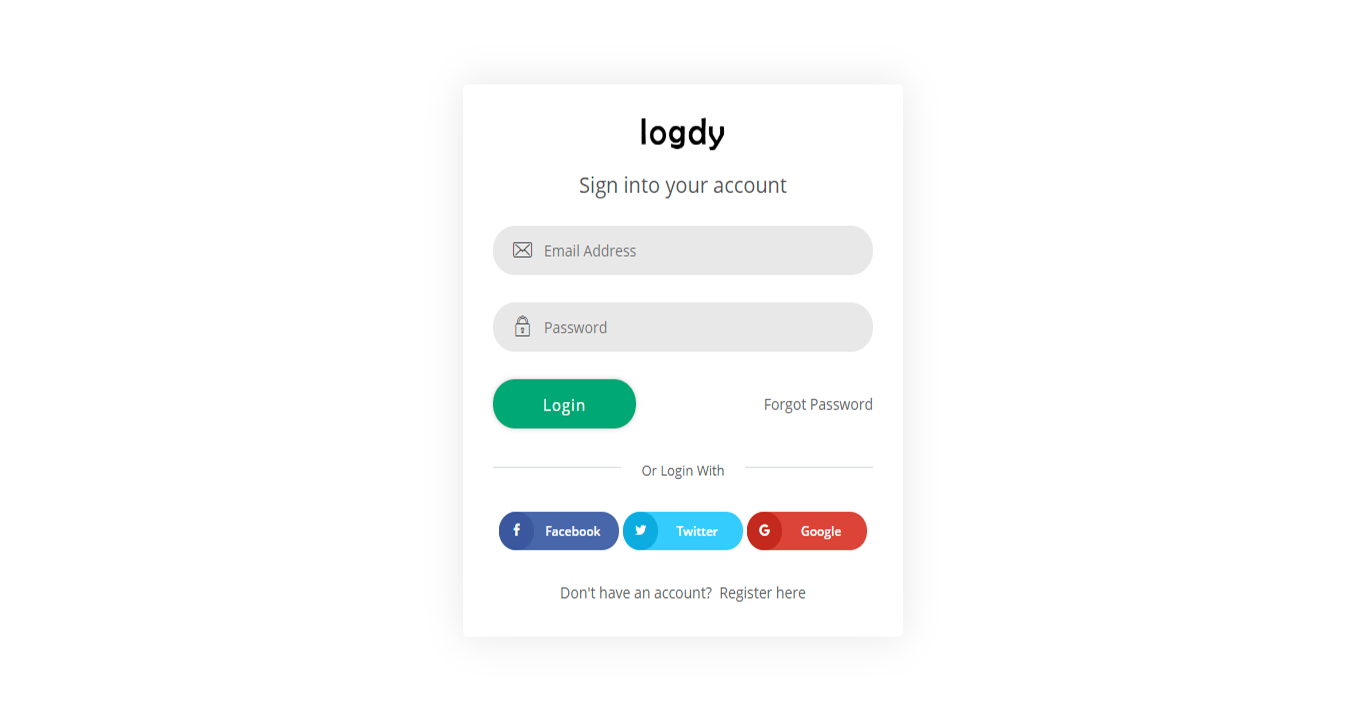 logdy
Sign into your account
Email Address
Password
Login
Forgot Password
Or Login With
Facebook
Twitter
Google
Don't have an account? Register here